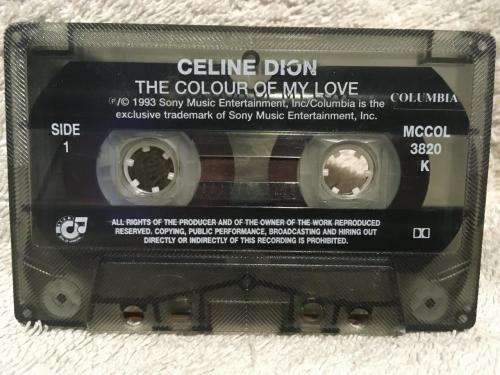 CELINE DION
THE COLOUR OF MY LOVE
℗/© 1993 Sony Music Entertainment, Inc/Columbia is the
exclusive trademark of Sony Music Entertainment, Inc.
COLUMBIA
SIDE
1
MCCOL
3820
K
ALL RIGHTS OF THE PRODUCER AND OF THE OWNER OF THE WORK REPRODUCED
RESERVED. COPYING, PUBLIC PERFORMANCE, BROADCASTING AND HIRING OUT
DIRECTLY OR INDIRECTLY OF THIS RECORDING IS PROHIBITED.